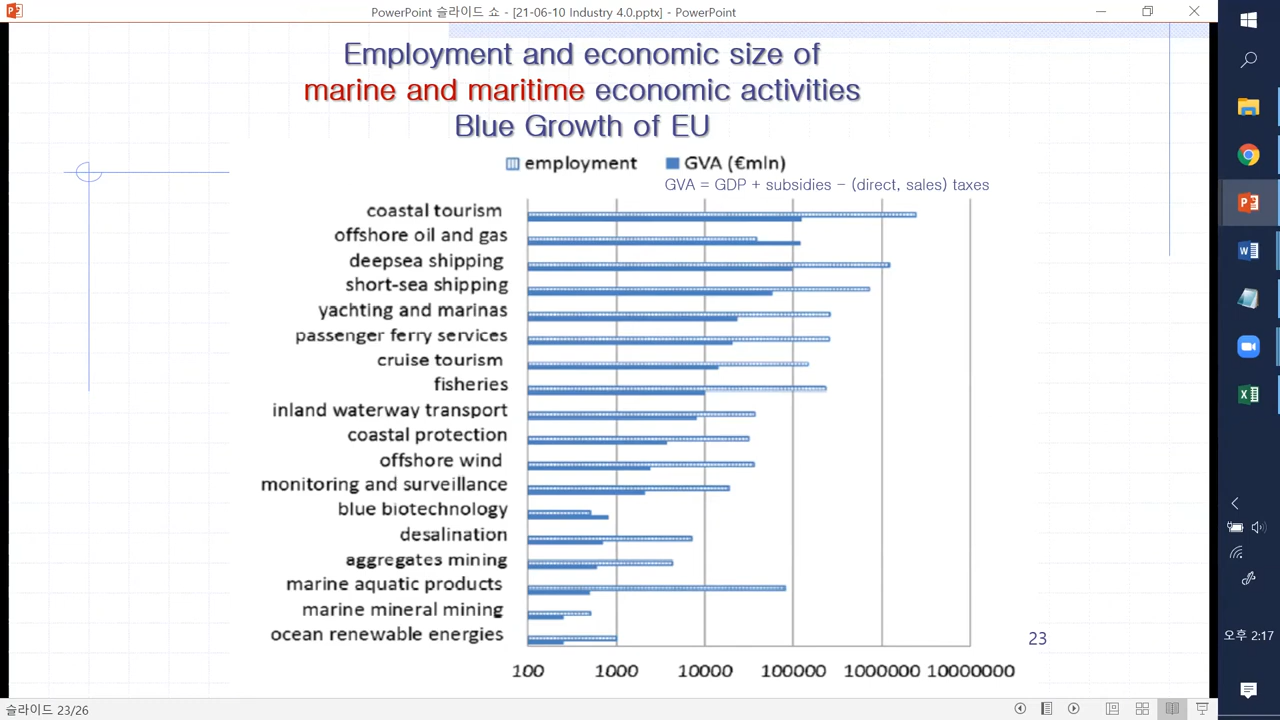 PowerPoint 슬라이드 쇼 - [21-06-10 Industry 4.0.pptx] - PowerPoint
Employment and economic size of
marine and maritime economic activities
Blue Growth of EU
employment GVA (€mln)
GVA = GDP + subsidies - (direct, sales) taxes
coastal tourism
offshore oil and gas
deepsea shipping
short-sea shipping
yachting and marinas
passenger ferry services
cruise tourism
fisheries
inland waterway transport
coastal protection
offshore wind
monitoring and surveillance
blue biotechnology
desalination
aggregates mining
marine aquatic products
marine mineral mining
ocean renewable energies
100 1000 10000 100000 1000000 10000000
23
오후 2:17
슬라이드 23/26